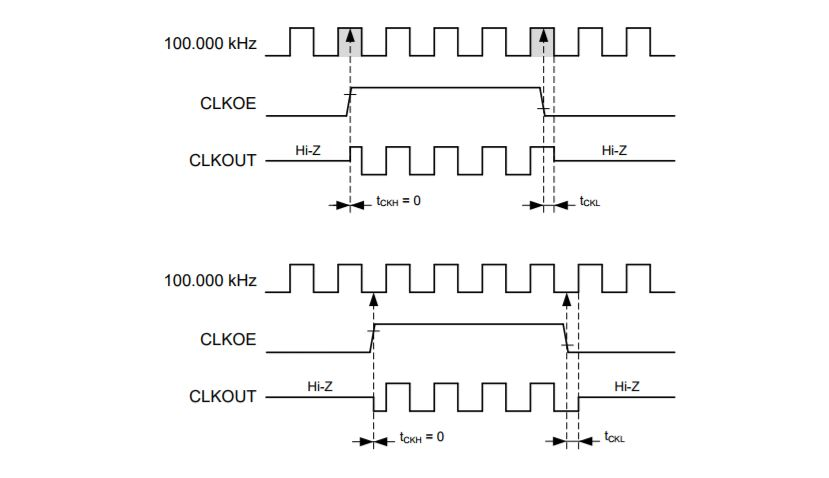 100.000 kHz
CLKOE
Hi-Z
Hi-Z
CLKOUT
tCKH = 0
tCKL
100.000 kHz
CLKOE
Hi-Z
Hi-Z
CLKOUT
tCKH = 0
tCKL